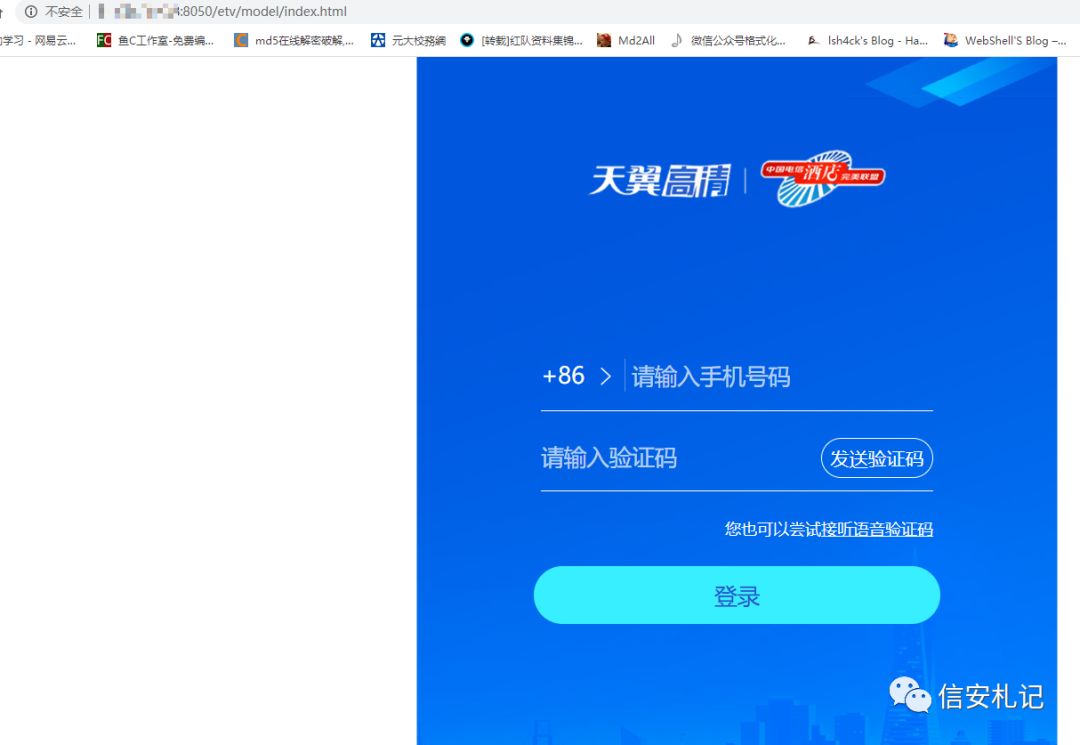 不安全 :8050/etv/model/index.html
学习 - 网易云... FC 鱼C工作室-免费编... md5在线解密破解,... 元大校務網 [转载]红队资料集锦... Md2All 微信公众号格式化... lsh4ck's Blog - Ha... WebShell'S Blog –...
天翼高清 中国电信 酒店 完美联盟
+86 请输入手机号码
请输入验证码 发送验证码
您也可以尝试接听语音验证码
登录
信安札记